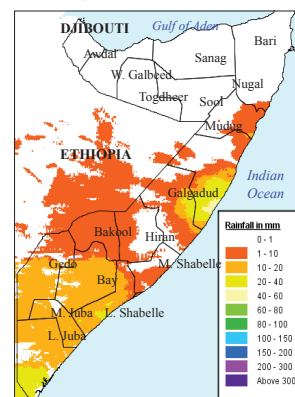 DJIBOUTI
Gulf of Aden
Bari
Awdal
Sanag
W. Galbeed
Nugal
Togdheer
Sool
Mudug
ETHIOPIA
Indian
Ocean
Galgadud
Bakool
Hiran
Gedo
M. Shabelle
Bay
M. Juba
L. Shabelle
L. Juba
Rainfall in mm
0 - 1
1 - 10
10 - 20
20 - 40
40 - 60
60 - 80
80 - 100
100 - 150
150 - 200
200 - 300
Above 300